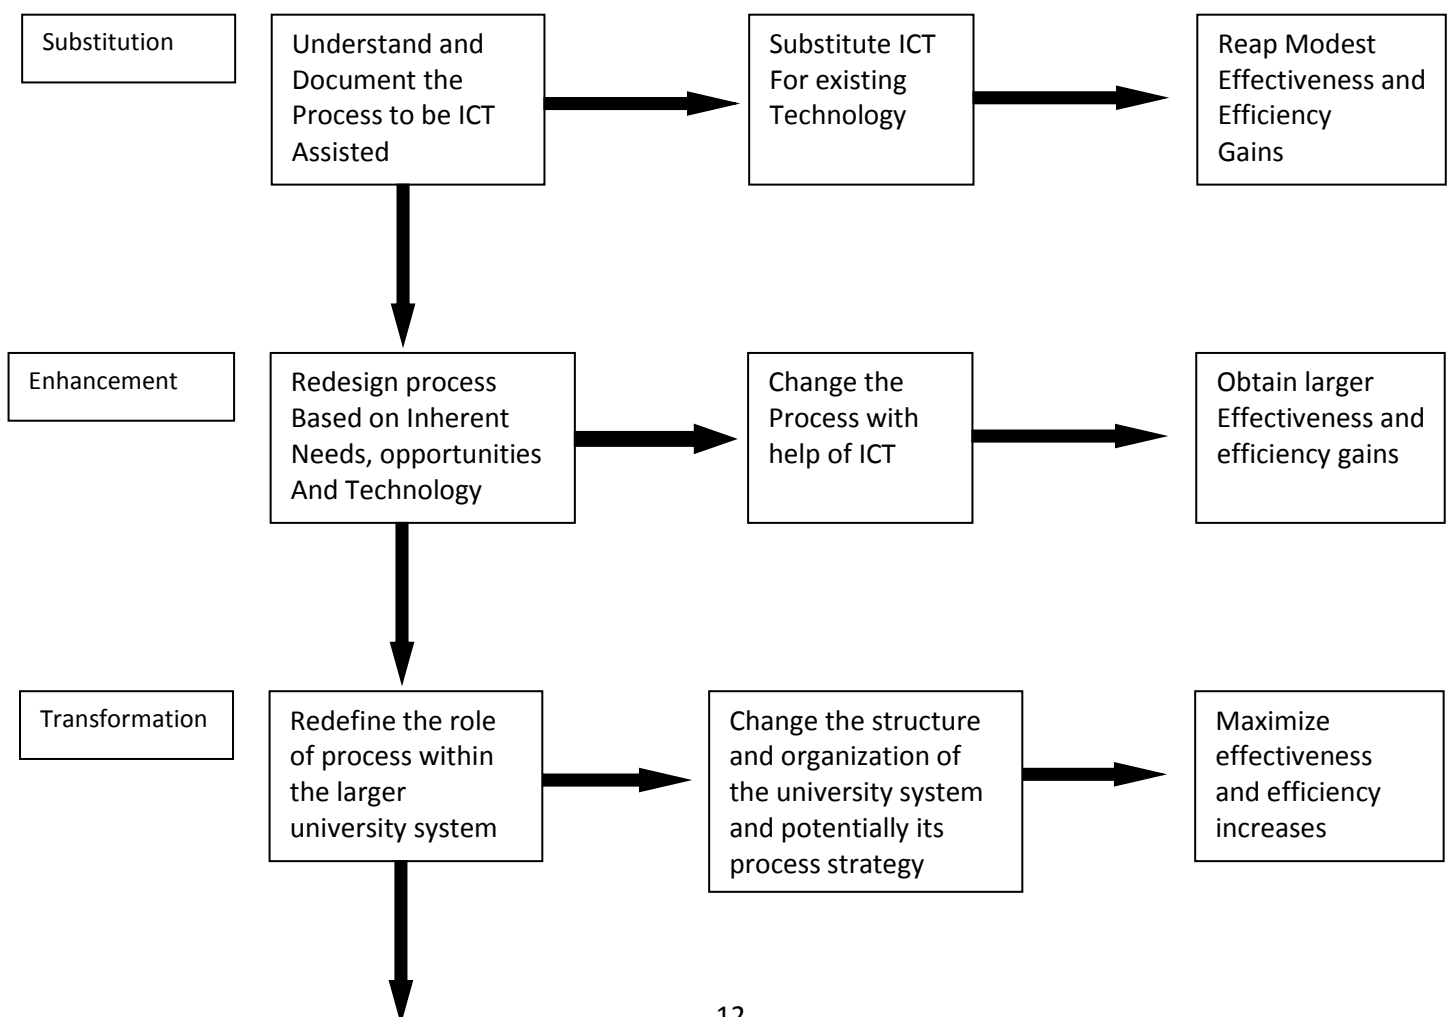 Substitution
Understand and
Document the
Process to be ICT
Assisted
Substitute ICT
For existing
Technology
Reap Modest
Effectiveness and
Efficiency
Gains
Enhancement
Redesign process
Based on Inherent
Needs, opportunities
And Technology
Change the
Process with
help of ICT
Obtain larger
Effectiveness and
efficiency gains
Transformation
Redefine the role
of process within
the larger
university system
Change the structure
and organization of
the university system
and potentially its
process strategy
Maximize
effectiveness
and efficiency
increases
12